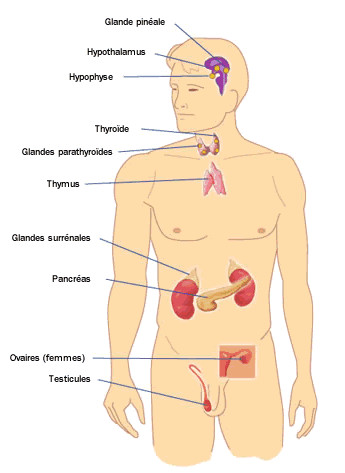 Glande pinéale
Hypothalamus
Hypophyse
Thyroïde
Glandes parathyroïdes
Thymus
Glandes surrénales
Pancréas
Ovaires (femmes)
Testicules